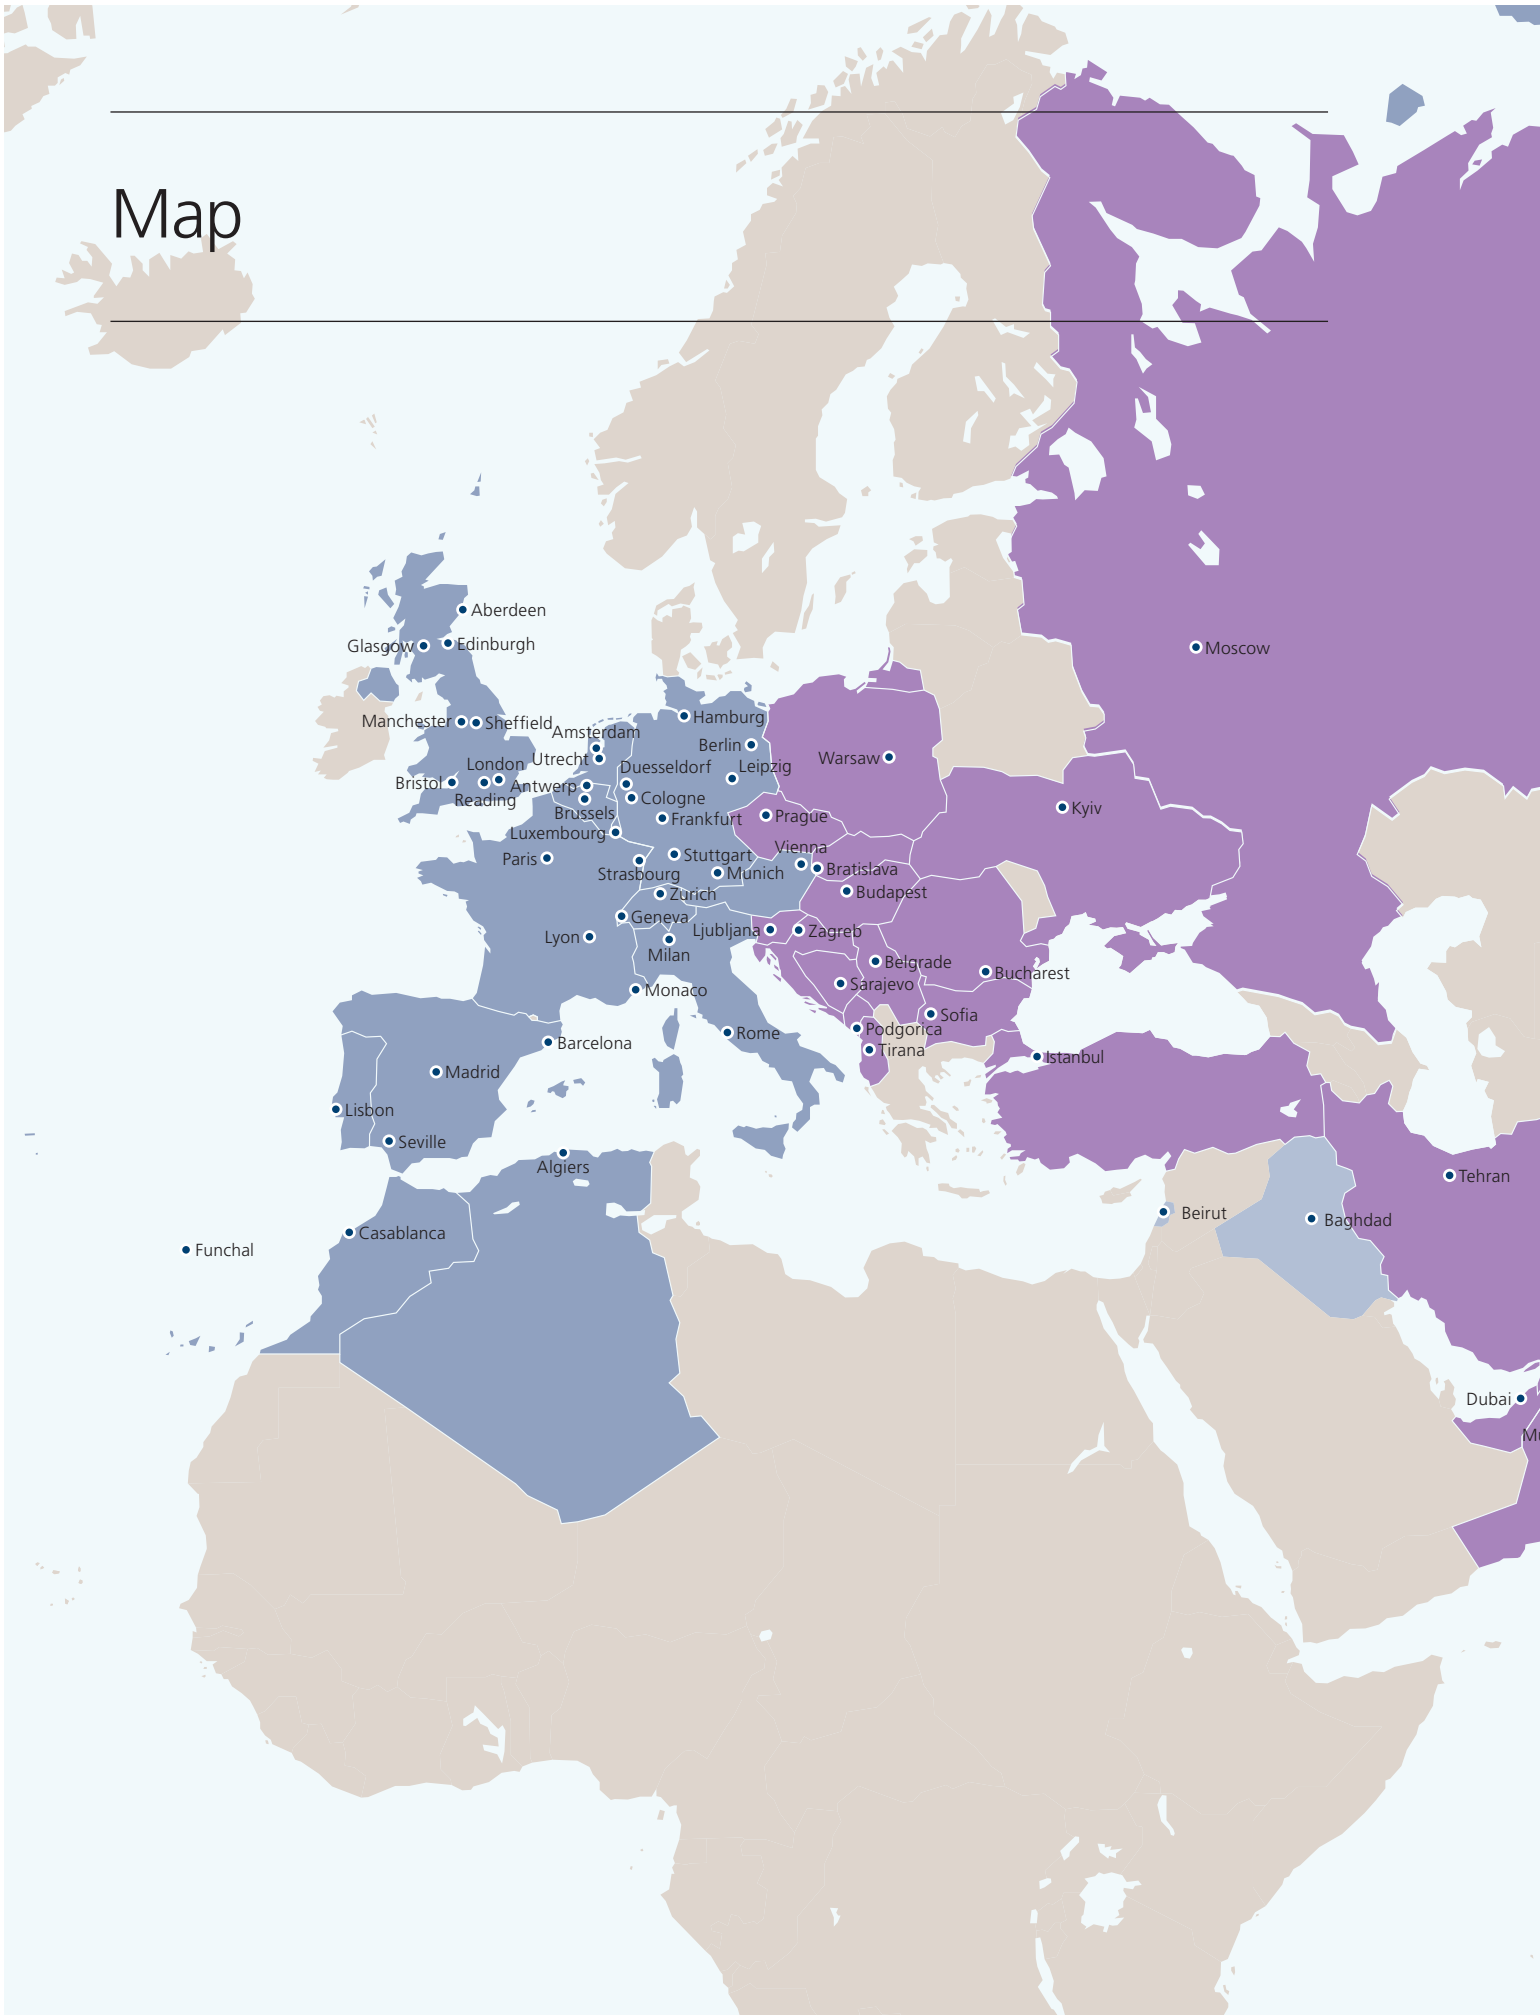 Map
Aberdeen
Edinburgh
Glasgow
Moscow
Hamburg
Manchester
Sheffield
Amsterdam
Berlin
Utrecht
Warsaw
London
Duesseldorf
Leipzig
Bristol
Antwerp
Reading
Cologne
Kyiv
Brussels
Prague
Frankfurt
Luxembourg
Vienna
Paris
Stuttgart
Bratislava
Strasbourg
Munich
Zurich
Budapest
Geneva
Ljubljana
Zagreb
Lyon
Milan
Belgrade
Bucharest
Sarajevo
Monaco
Sofia
Podgorica
Rome
Barcelona
Tirana
Istanbul
Madrid
Lisbon
Seville
Algiers
Tehran
Beirut
Baghdad
Casablanca
Funchal
Dubai